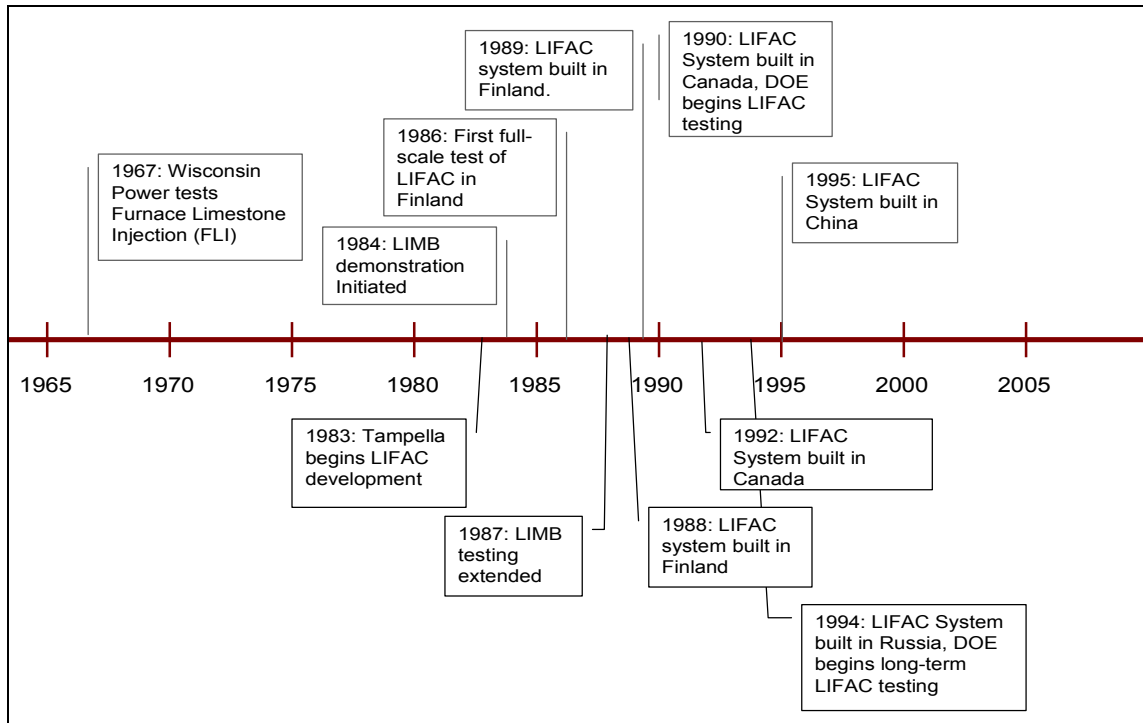 1989: LIFAC
system built in
Finland.
1990: LIFAC
System built in
Canada, DOE
begins LIFAC
testing
1986: First full-
scale test of
LIFAC in
Finland
1967: Wisconsin
Power tests
Furnace Limestone
Injection (FLI)
1995: LIFAC
System built in
China
1984: LIMB
demonstration
Initiated
1965 1970 1975 1980 1985 1990 1995 2000 2005
1983: Tampella
begins LIFAC
development
1992: LIFAC
System built in
Canada
1987: LIMB
testing
extended
1988: LIFAC
system built in
Finland
1994: LIFAC System
built in Russia, DOE
begins long-term
LIFAC testing